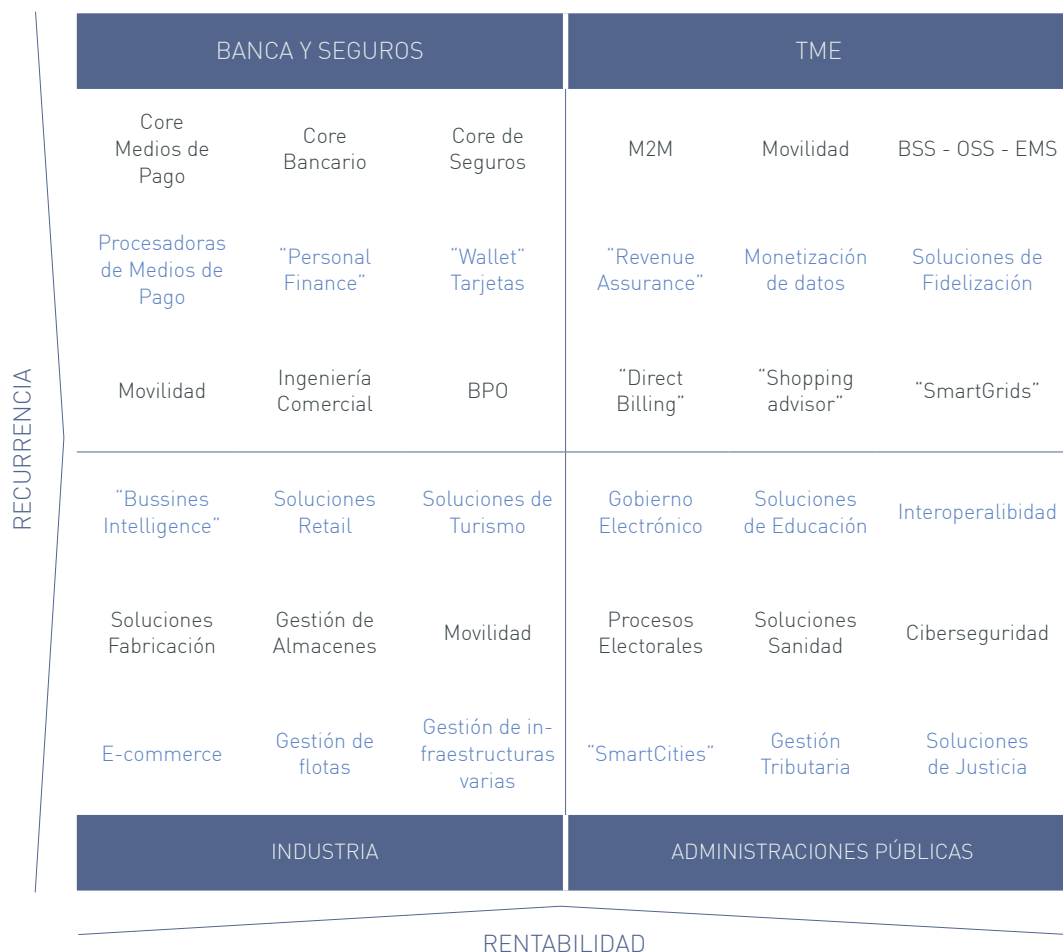 BANCA Y SEGUROS
TME
Core
Medios de
Pago
Core
Bancario
Core de
Seguros
M2M
Movilidad
BSS - OSS - EMS
Procesadoras
de Medios de
Pago
"Personal
Finance"
"Wallet"
Tarjetas
"Revenue
Assurance"
Monetización
de datos
Soluciones de
Fidelización
Movilidad
Ingeniería
Comercial
BPO
"Direct
Billing"
"Shopping
advisor"
"SmartGrids"
RECURRENCIA
"Bussines
Intelligence"
Soluciones
Retail
Soluciones de
Turismo
Gobierno
Electrónico
Soluciones
de Educación
Interoperalibidad
Soluciones
Fabricación
Gestión de
Almacenes
Movilidad
Procesos
Electorales
Soluciones
Sanidad
Ciberseguridad
E-commerce
Gestión de
flotas
Gestión de in-
fraestructuras
varias
"SmartCities"
Gestión
Tributaria
Soluciones
de Justicia
INDUSTRIA
ADMINISTRACIONES PÚBLICAS
RENTABILIDAD